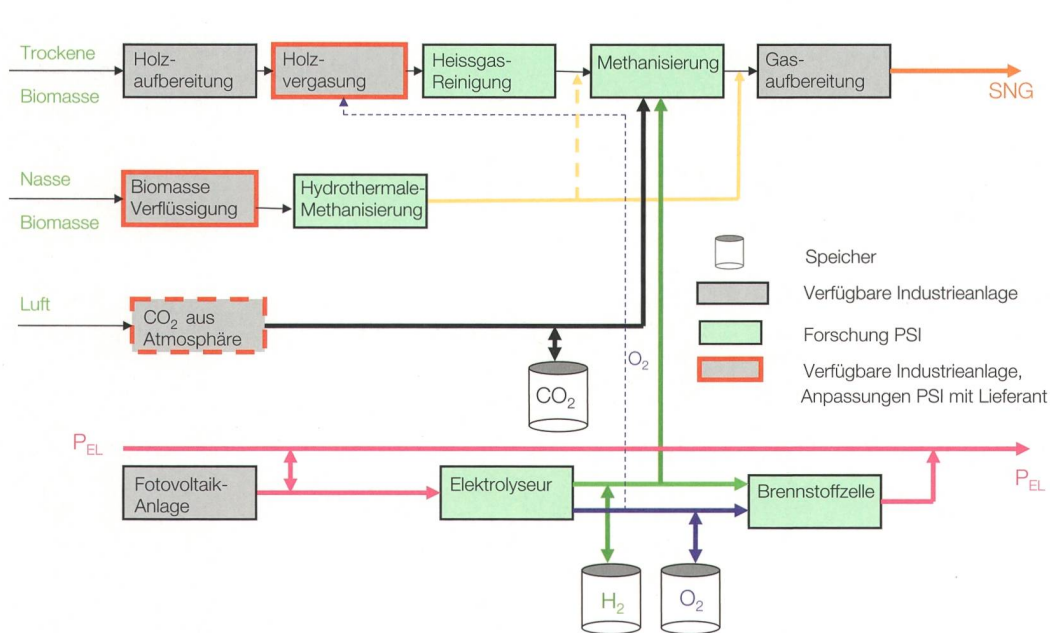 Trockene
Biomasse
Holz-
aufbereitung
Holz-
vergasung
Heissgas-
Reinigung
Methanisierung
Gas-
aufbereitung
SNG
Nasse
Biomasse
Biomasse
Verflüssigung
Hydrothermale-
Methanisierung
Luft
CO₂ aus
Atmosphäre
CO₂
O₂
Speicher
Verfügbare Industrieanlage
Forschung PSI
Verfügbare Industrieanlage,
Anpassungen PSI mit Lieferant
P_EL
P_EL
Fotovoltaik-
Anlage
Elektrolyseur
Brennstoffzelle
H₂
O₂